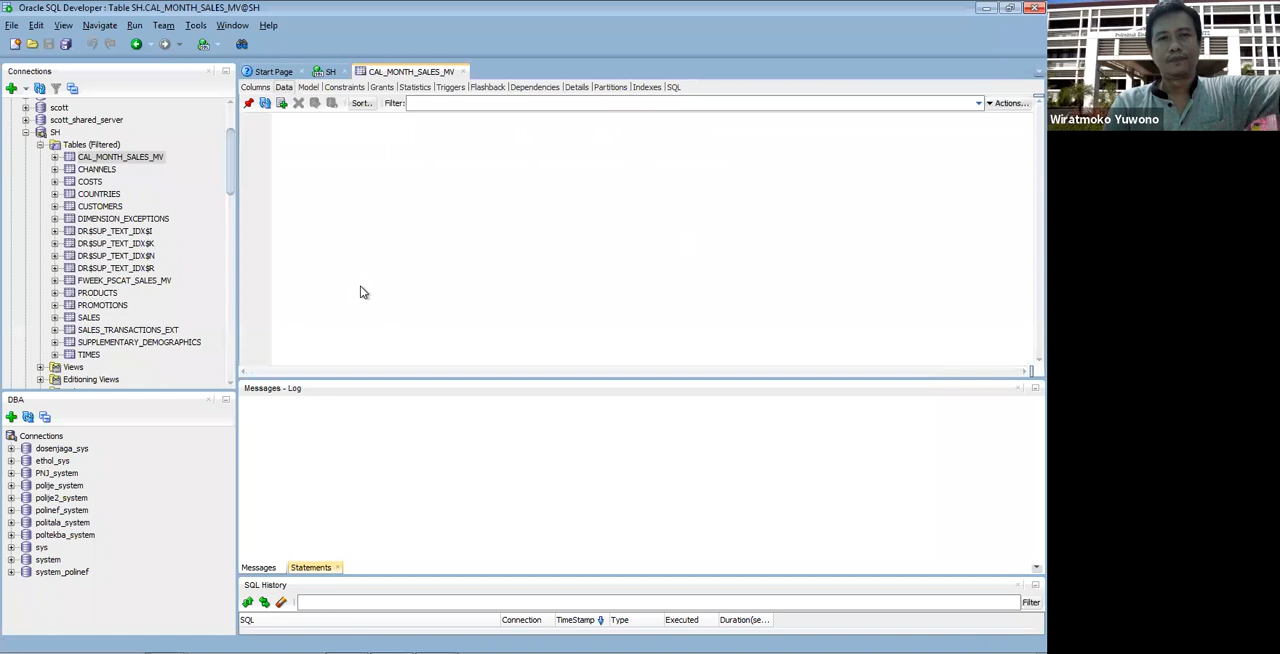 Oracle SQL Developer : Table SH.CAL_MONTH_SALES_MV@SH
File Edit View Navigate Run Team Tools Window Help
Connections
scott
scott_shared_server
SH
Tables (Filtered)
CAL_MONTH_SALES_MV
CHANNELS
COSTS
COUNTRIES
CUSTOMERS
DIMENSION_EXCEPTIONS
DR$SUP_TEXT_IDX$I
DR$SUP_TEXT_IDX$K
DR$SUP_TEXT_IDX$N
DR$SUP_TEXT_IDX$R
FWEEK_PSCAT_SALES_MV
PRODUCTS
PROMOTIONS
SALES
SALES_TRANSACTIONS_EXT
SUPPLEMENTARY_DEMOGRAPHICS
TIMES
Views
Editioning Views
DBA
Connections
dosenjaga_sys
ethol_sys
PNJ_system
polije_system
polije2_system
polinef_system
politala_system
poltekba_system
sys
system
system_polinef
Start Page SH CAL_MONTH_SALES_MV
Columns Data Model Constraints Grants Statistics Triggers Flashback Dependencies Details Partitions Indexes SQL
Sort.. Filter: Actions...
Messages - Log
Messages Statements
SQL History
Filter
SQL Connection TimeStamp Type Executed Duration(se...
Wiratmoko Yuwono